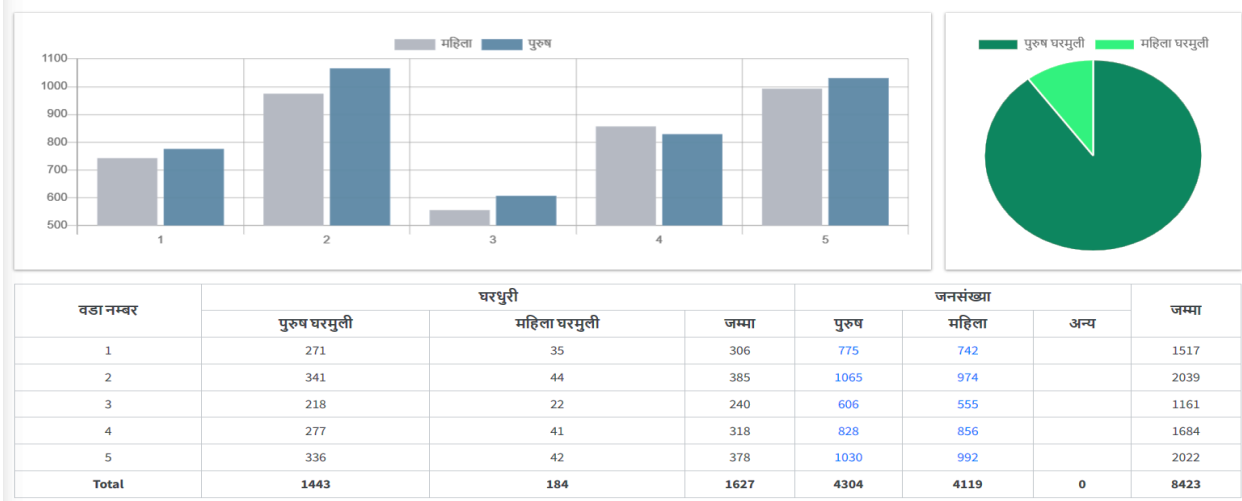 महिला पुरुष
1100
1000
900
800
700
600
500
1 2 3 4 5
पुरुष घरमुली महिला घरमुली
वडा नम्बर घरधुरी जनसंख्या जम्मा
पुरुष घरमुली महिला घरमुली जम्मा पुरुष महिला अन्य
1 271 35 306 775 742 1517
2 341 44 385 1065 974 2039
3 218 22 240 606 555 1161
4 277 41 318 828 856 1684
5 336 42 378 1030 992 2022
Total 1443 184 1627 4304 4119 0 8423